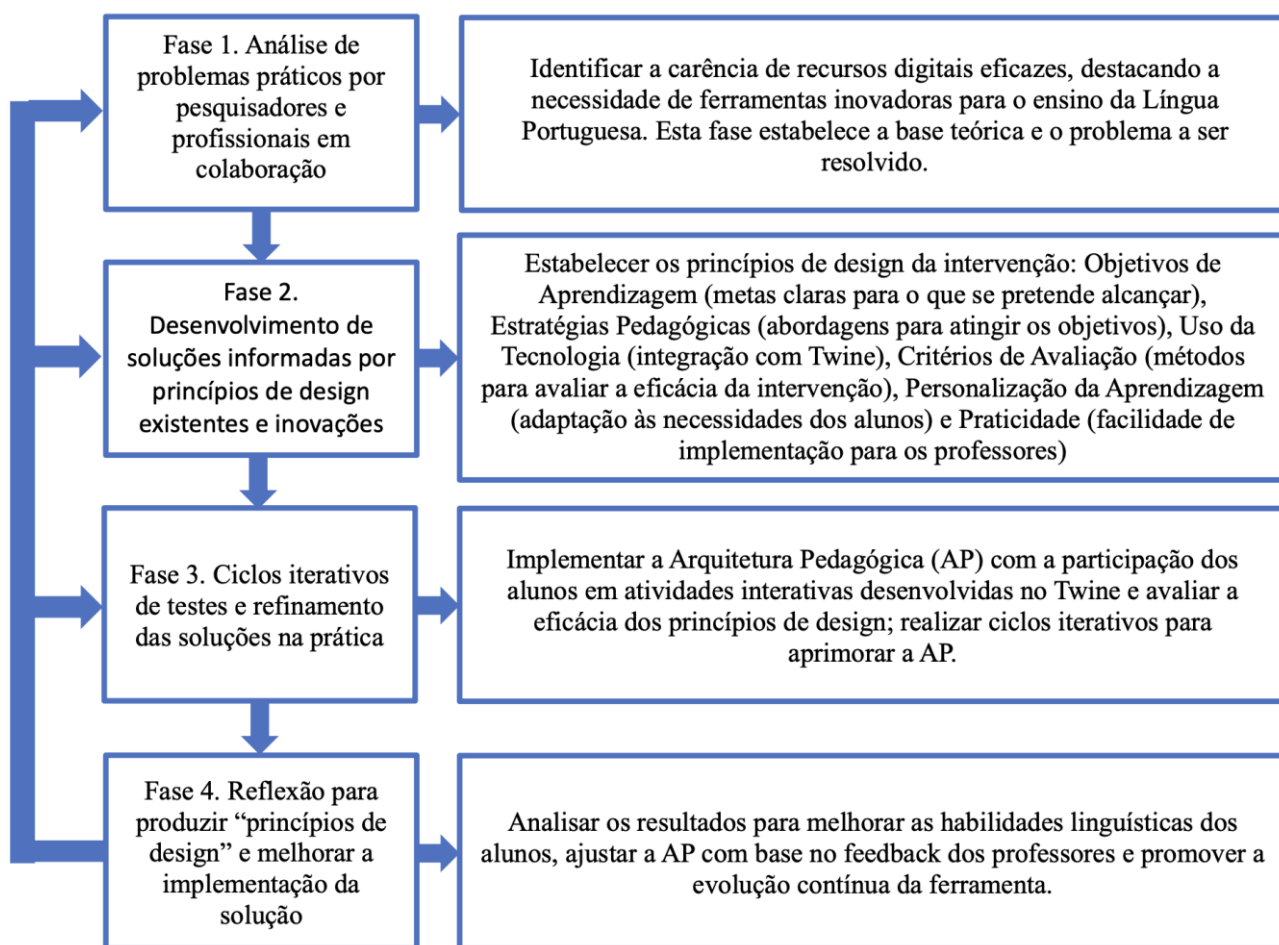 Fase 1. Análise de
problemas práticos por
pesquisadores e
profissionais em
colaboração
Identificar a carência de recursos digitais eficazes, destacando a
necessidade de ferramentas inovadoras para o ensino da Língua
Portuguesa. Esta fase estabelece a base teórica e o problema a ser
resolvido.
Fase 2.
Desenvolvimento de
soluções informadas por
princípios de design
existentes e inovações
Estabelecer os princípios de design da intervenção: Objetivos de
Aprendizagem (metas claras para o que se pretende alcançar),
Estratégias Pedagógicas (abordagens para atingir os objetivos), Uso da
Tecnologia (integração com Twine), Critérios de Avaliação (métodos
para avaliar a eficácia da intervenção), Personalização da Aprendizagem
(adaptação às necessidades dos alunos) e Praticidade (facilidade de
implementação para os professores)
Fase 3. Ciclos iterativos
de testes e refinamento
das soluções na prática
Implementar a Arquitetura Pedagógica (AP) com a participação dos
alunos em atividades interativas desenvolvidas no Twine e avaliar a
eficácia dos princípios de design; realizar ciclos iterativos para
aprimorar a AP.
Fase 4. Reflexão para
produzir “princípios de
design” e melhorar a
implementação da
solução
Analisar os resultados para melhorar as habilidades linguísticas dos
alunos, ajustar a AP com base no feedback dos professores e promover a
evolução contínua da ferramenta.